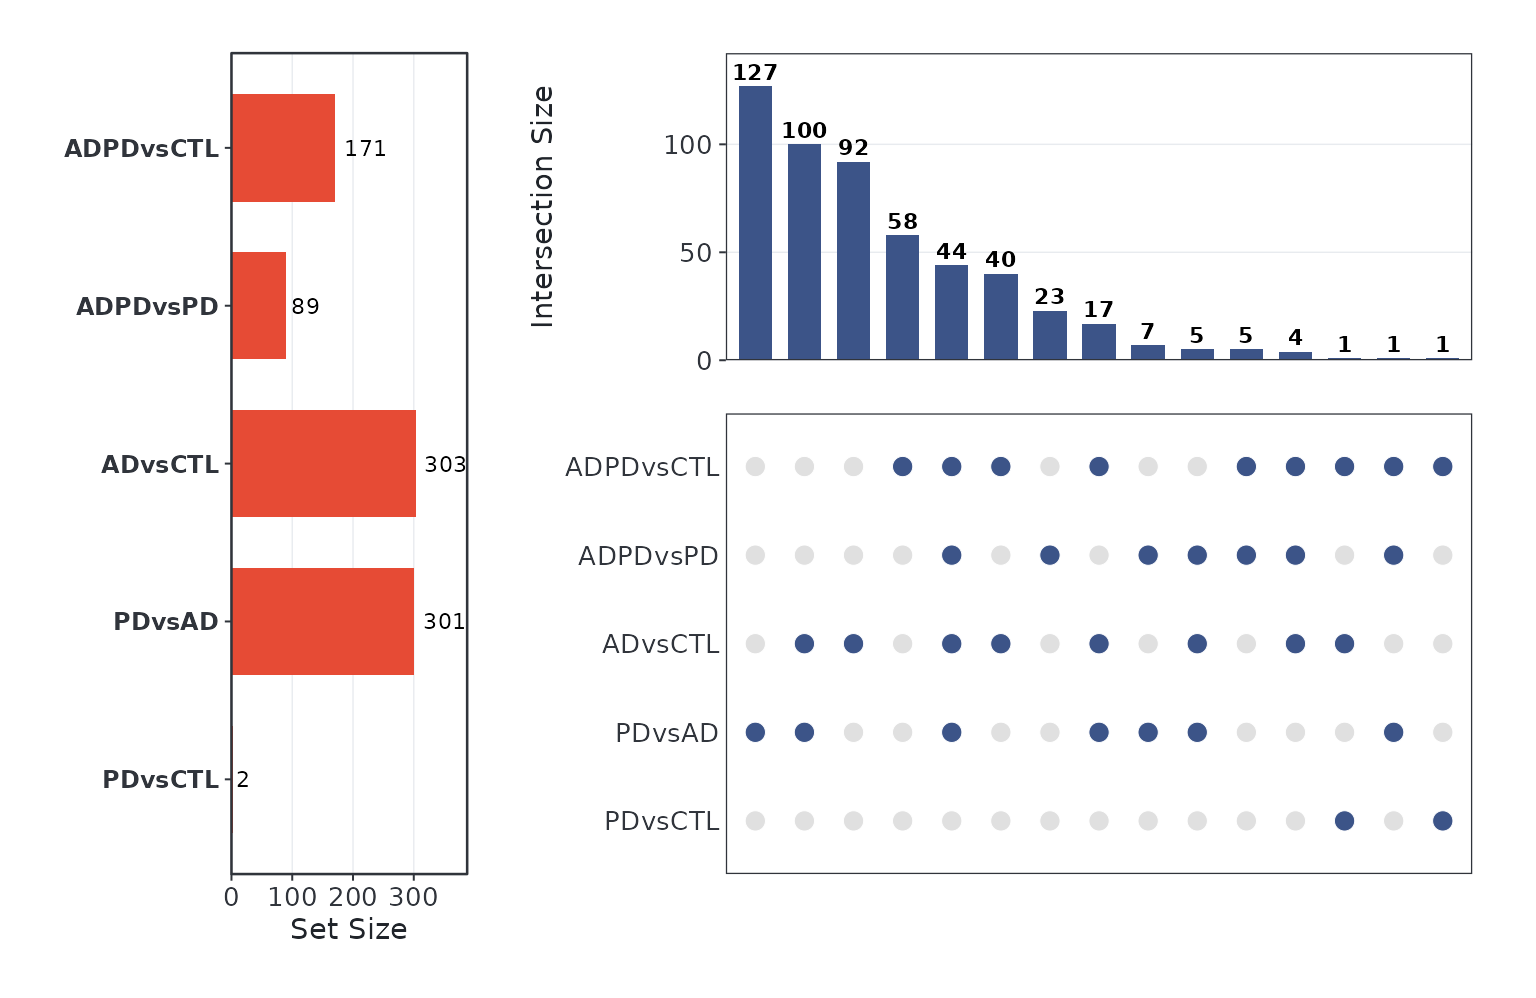 ADPDvsCTL
171
ADPDvsPD
89
ADvsCTL
303
PDvsAD
301
PDvsCTL
2
0 100 200 300
Set Size
Intersection Size
100
50
0
127 100 92 58 44 40 23 17 7 5 5 4 1 1 1
ADPDvsCTL
ADPDvsPD
ADvsCTL
PDvsAD
PDvsCTL